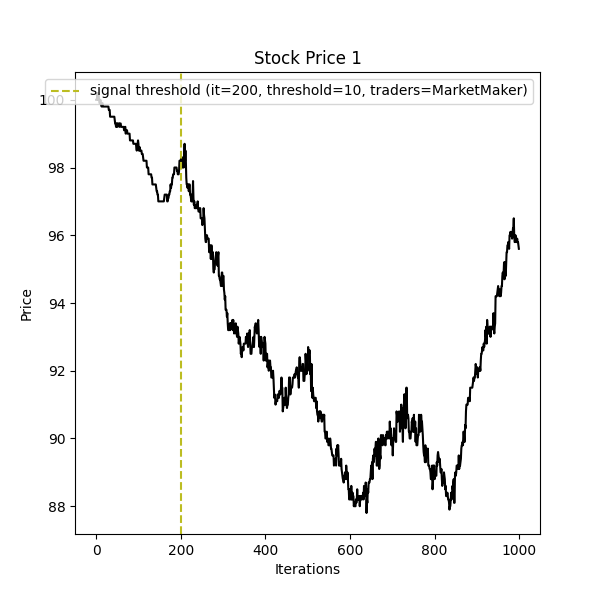 Stock Price 1
signal threshold (it=200, threshold=10, traders=MarketMaker)
100
98
96
94
92
90
88
Price
0 200 400 600 800 1000
Iterations